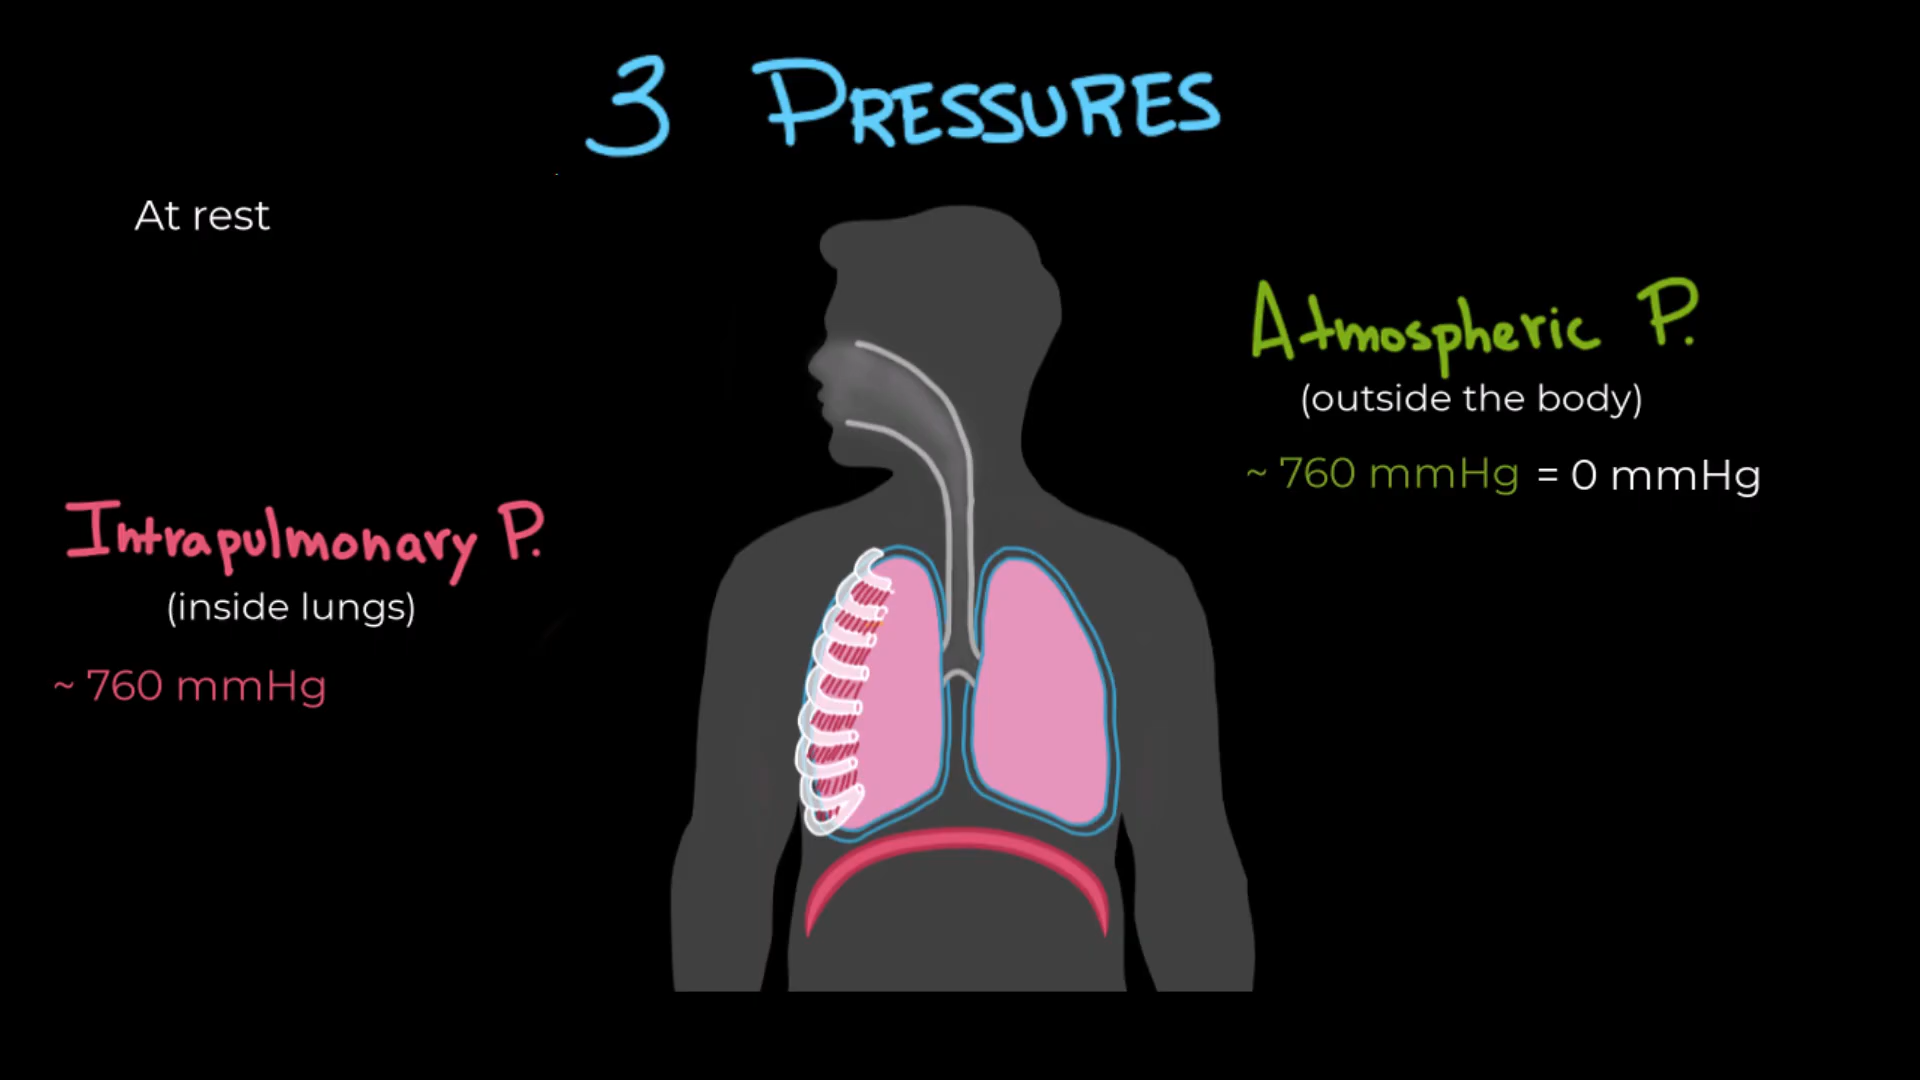 3 PRESSURES
At rest
Atmospheric P.
(outside the body)
~ 760 mmHg = 0 mmHg
Intrapulmonary P.
(inside lungs)
~ 760 mmHg